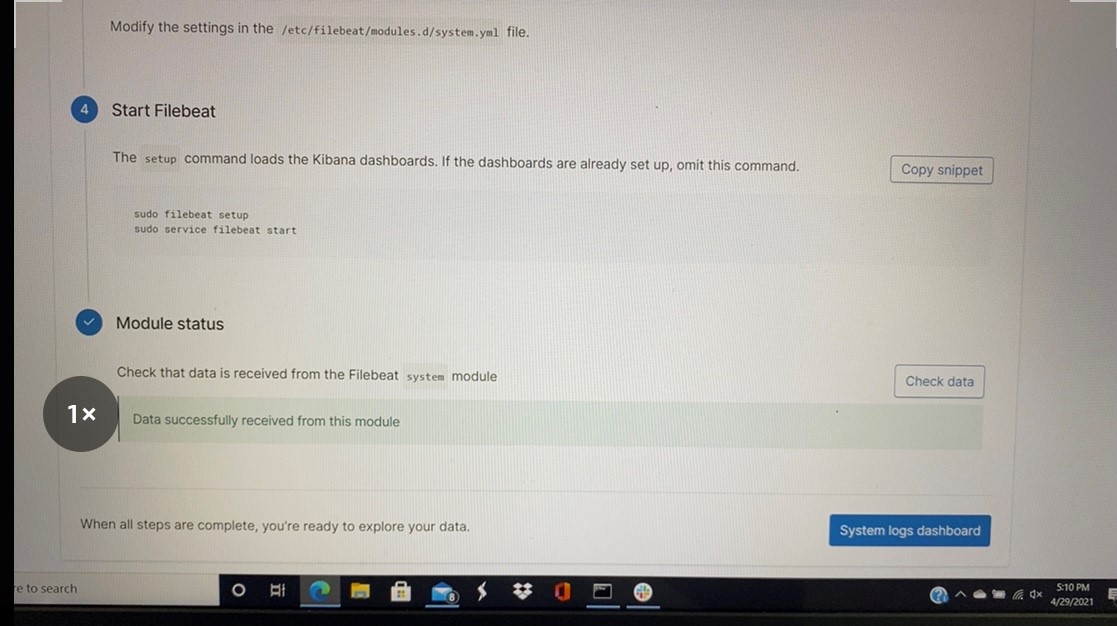 Modify the settings in the /etc/filebeat/modules.d/system.yml file.
4 Start Filebeat
The setup command loads the Kibana dashboards. If the dashboards are already set up, omit this command.
Copy snippet
sudo filebeat setup
sudo service filebeat start
Module status
Check that data is received from the Filebeat system module
Check data
1×
Data successfully received from this module
When all steps are complete, you're ready to explore your data.
System logs dashboard
re to search
8
5:10 PM
4/29/2021